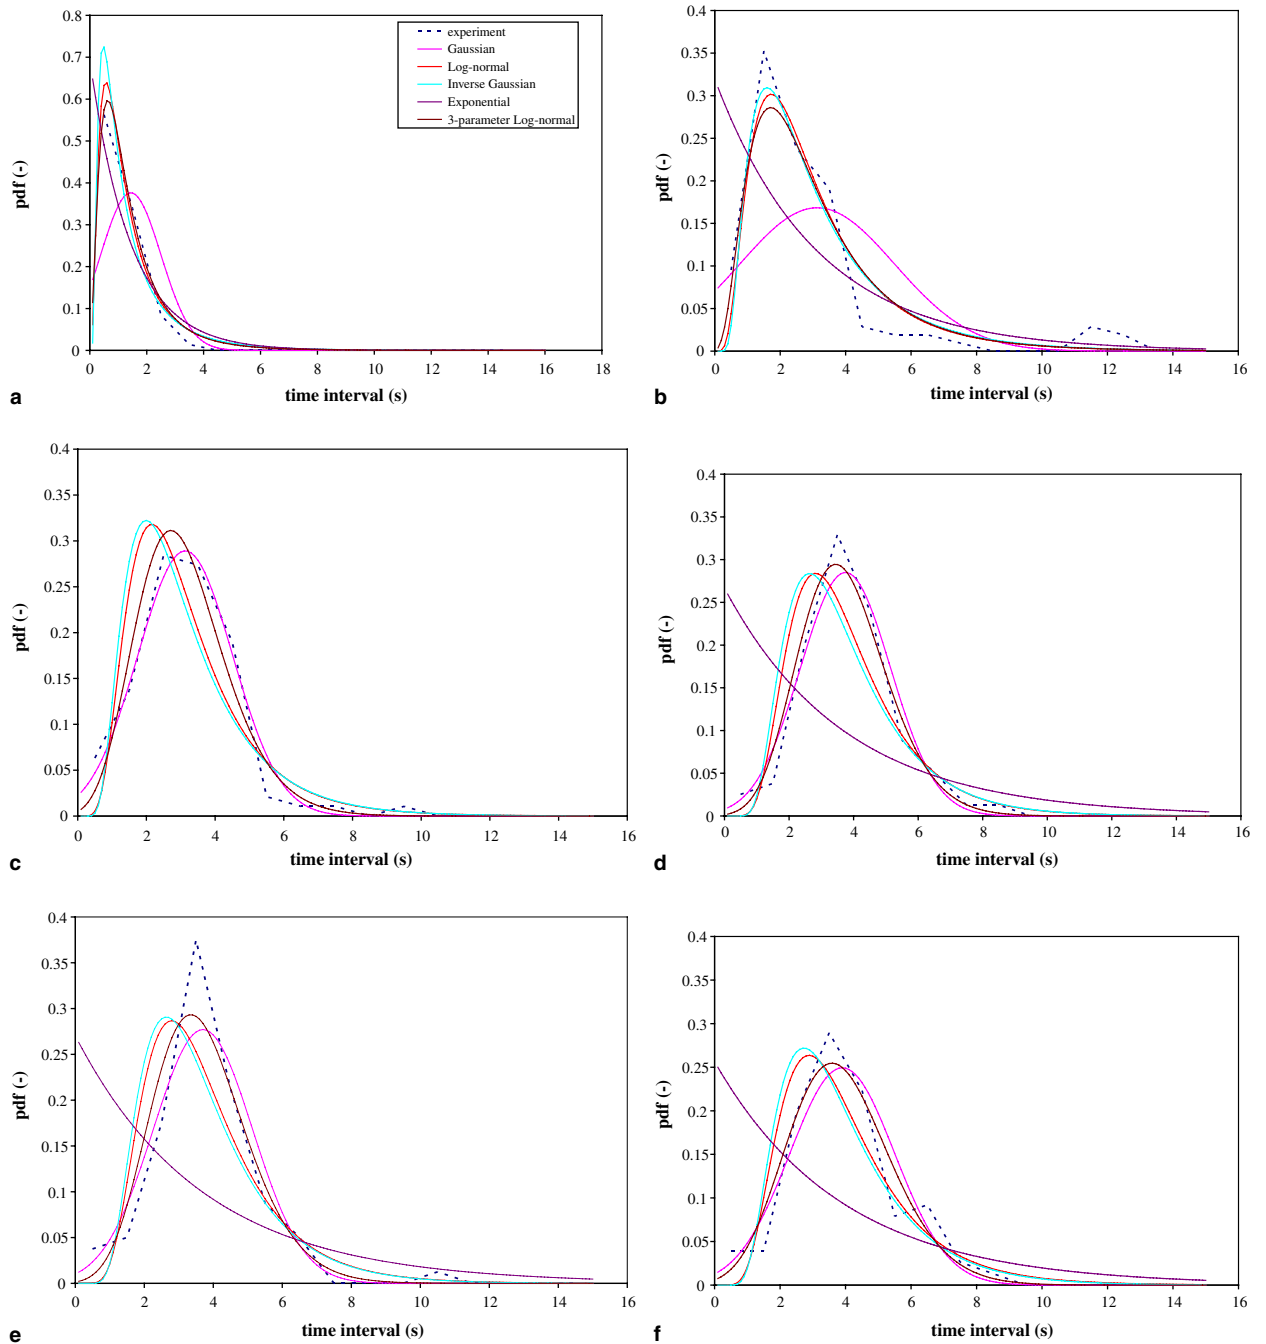 0.8
0.7
0.6
0.5
0.4
0.3
0.2
0.1
0
pdf (-)
0 2 4 6 8 10 12 14 16 18
time interval (s)
experiment
Gaussian
Log-normal
Inverse Gaussian
Exponential
3-parameter Log-normal
a
0.4
0.35
0.3
0.25
0.2
0.15
0.1
0.05
0
pdf (-)
0 2 4 6 8 10 12 14 16
time interval (s)
b
0.4
0.35
0.3
0.25
0.2
0.15
0.1
0.05
0
pdf (-)
0 2 4 6 8 10 12 14 16
time interval (s)
c
0.4
0.35
0.3
0.25
0.2
0.15
0.1
0.05
0
pdf (-)
0 2 4 6 8 10 12 14 16
time interval (s)
d
0.4
0.35
0.3
0.25
0.2
0.15
0.1
0.05
0
pdf (-)
0 2 4 6 8 10 12 14 16
time interval (s)
e
0.4
0.35
0.3
0.25
0.2
0.15
0.1
0.05
0
pdf (-)
0 2 4 6 8 10 12 14 16
time interval (s)
f